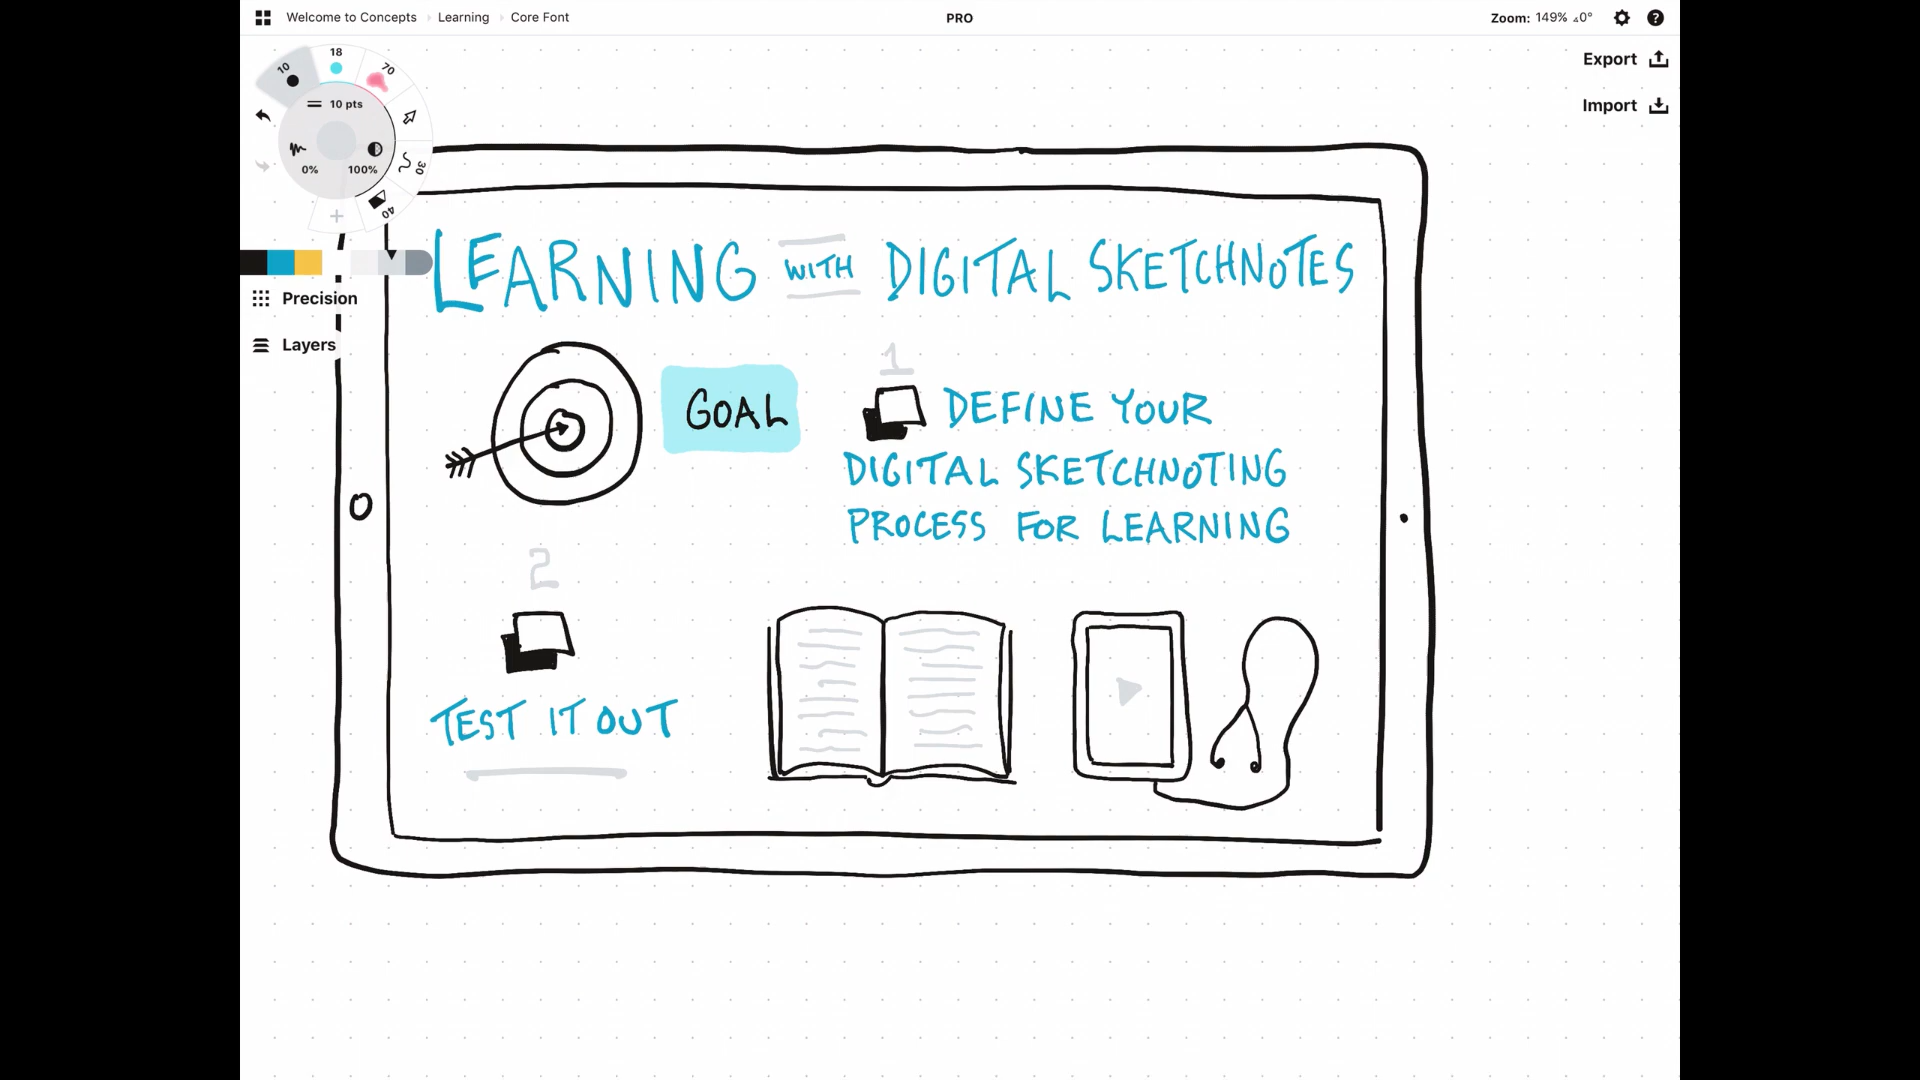 Welcome to Concepts › Learning › Core Font
PRO
Zoom: 149% ⊿0°
Export
Import
10
18
70
10 pts
0%
100%
30
40
Precision
Layers
LEARNING WITH DIGITAL SKETCHNOTES
GOAL
1
DEFINE YOUR
DIGITAL SKETCHNOTING
PROCESS FOR LEARNING
2
TEST IT OUT